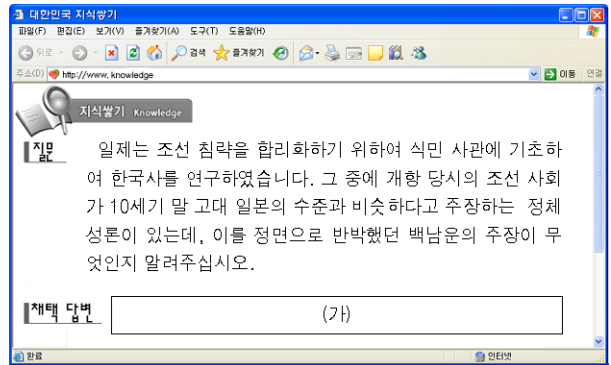 대한민국 지식쌓기
파일(F) 편집(E) 보기(V) 즐겨찾기(A) 도구(T) 도움말(H)
뒤로 검색 즐겨찾기
주소(D) http://www, knowledge 이동 연결
지식쌓기 Knowledge
질문 일제는 조선 침략을 합리화하기 위하여 식민 사관에 기초하
여 한국사를 연구하였습니다. 그 중에 개항 당시의 조선 사회
가 10세기 말 고대 일본의 수준과 비슷하다고 주장하는 정체
성론이 있는데, 이를 정면으로 반박했던 백남운의 주장이 무
엇인지 알려주십시오.
채택 답변 (가)
완료 인터넷